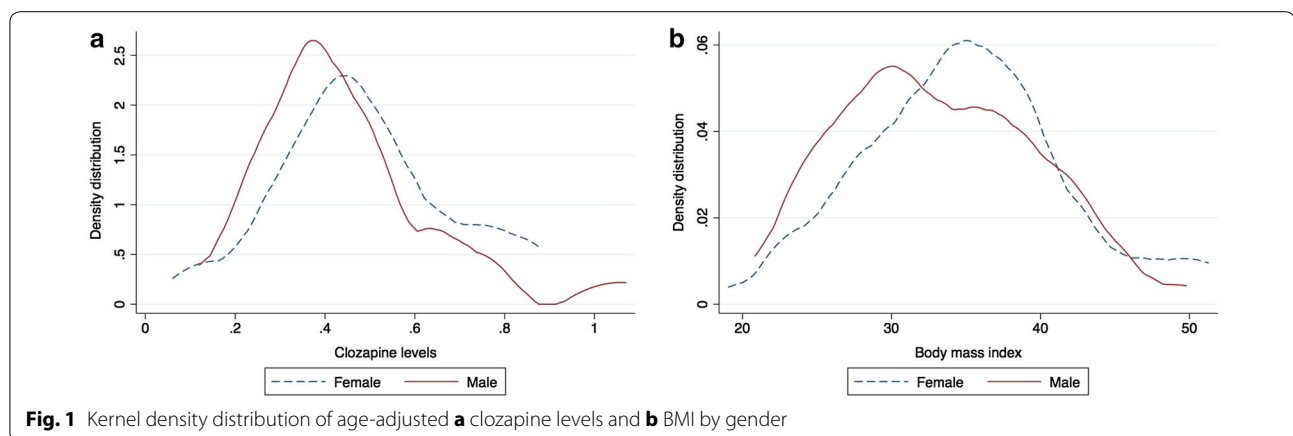 a
Density distribution
2.5
2
1.5
1
.5
0
0 .2 .4 .6 .8 1
Clozapine levels
Female Male
b
Density distribution
.06
.04
.02
0
20 30 40 50
Body mass index
Female Male
Fig. 1 Kernel density distribution of age-adjusted a clozapine levels and b BMI by gender